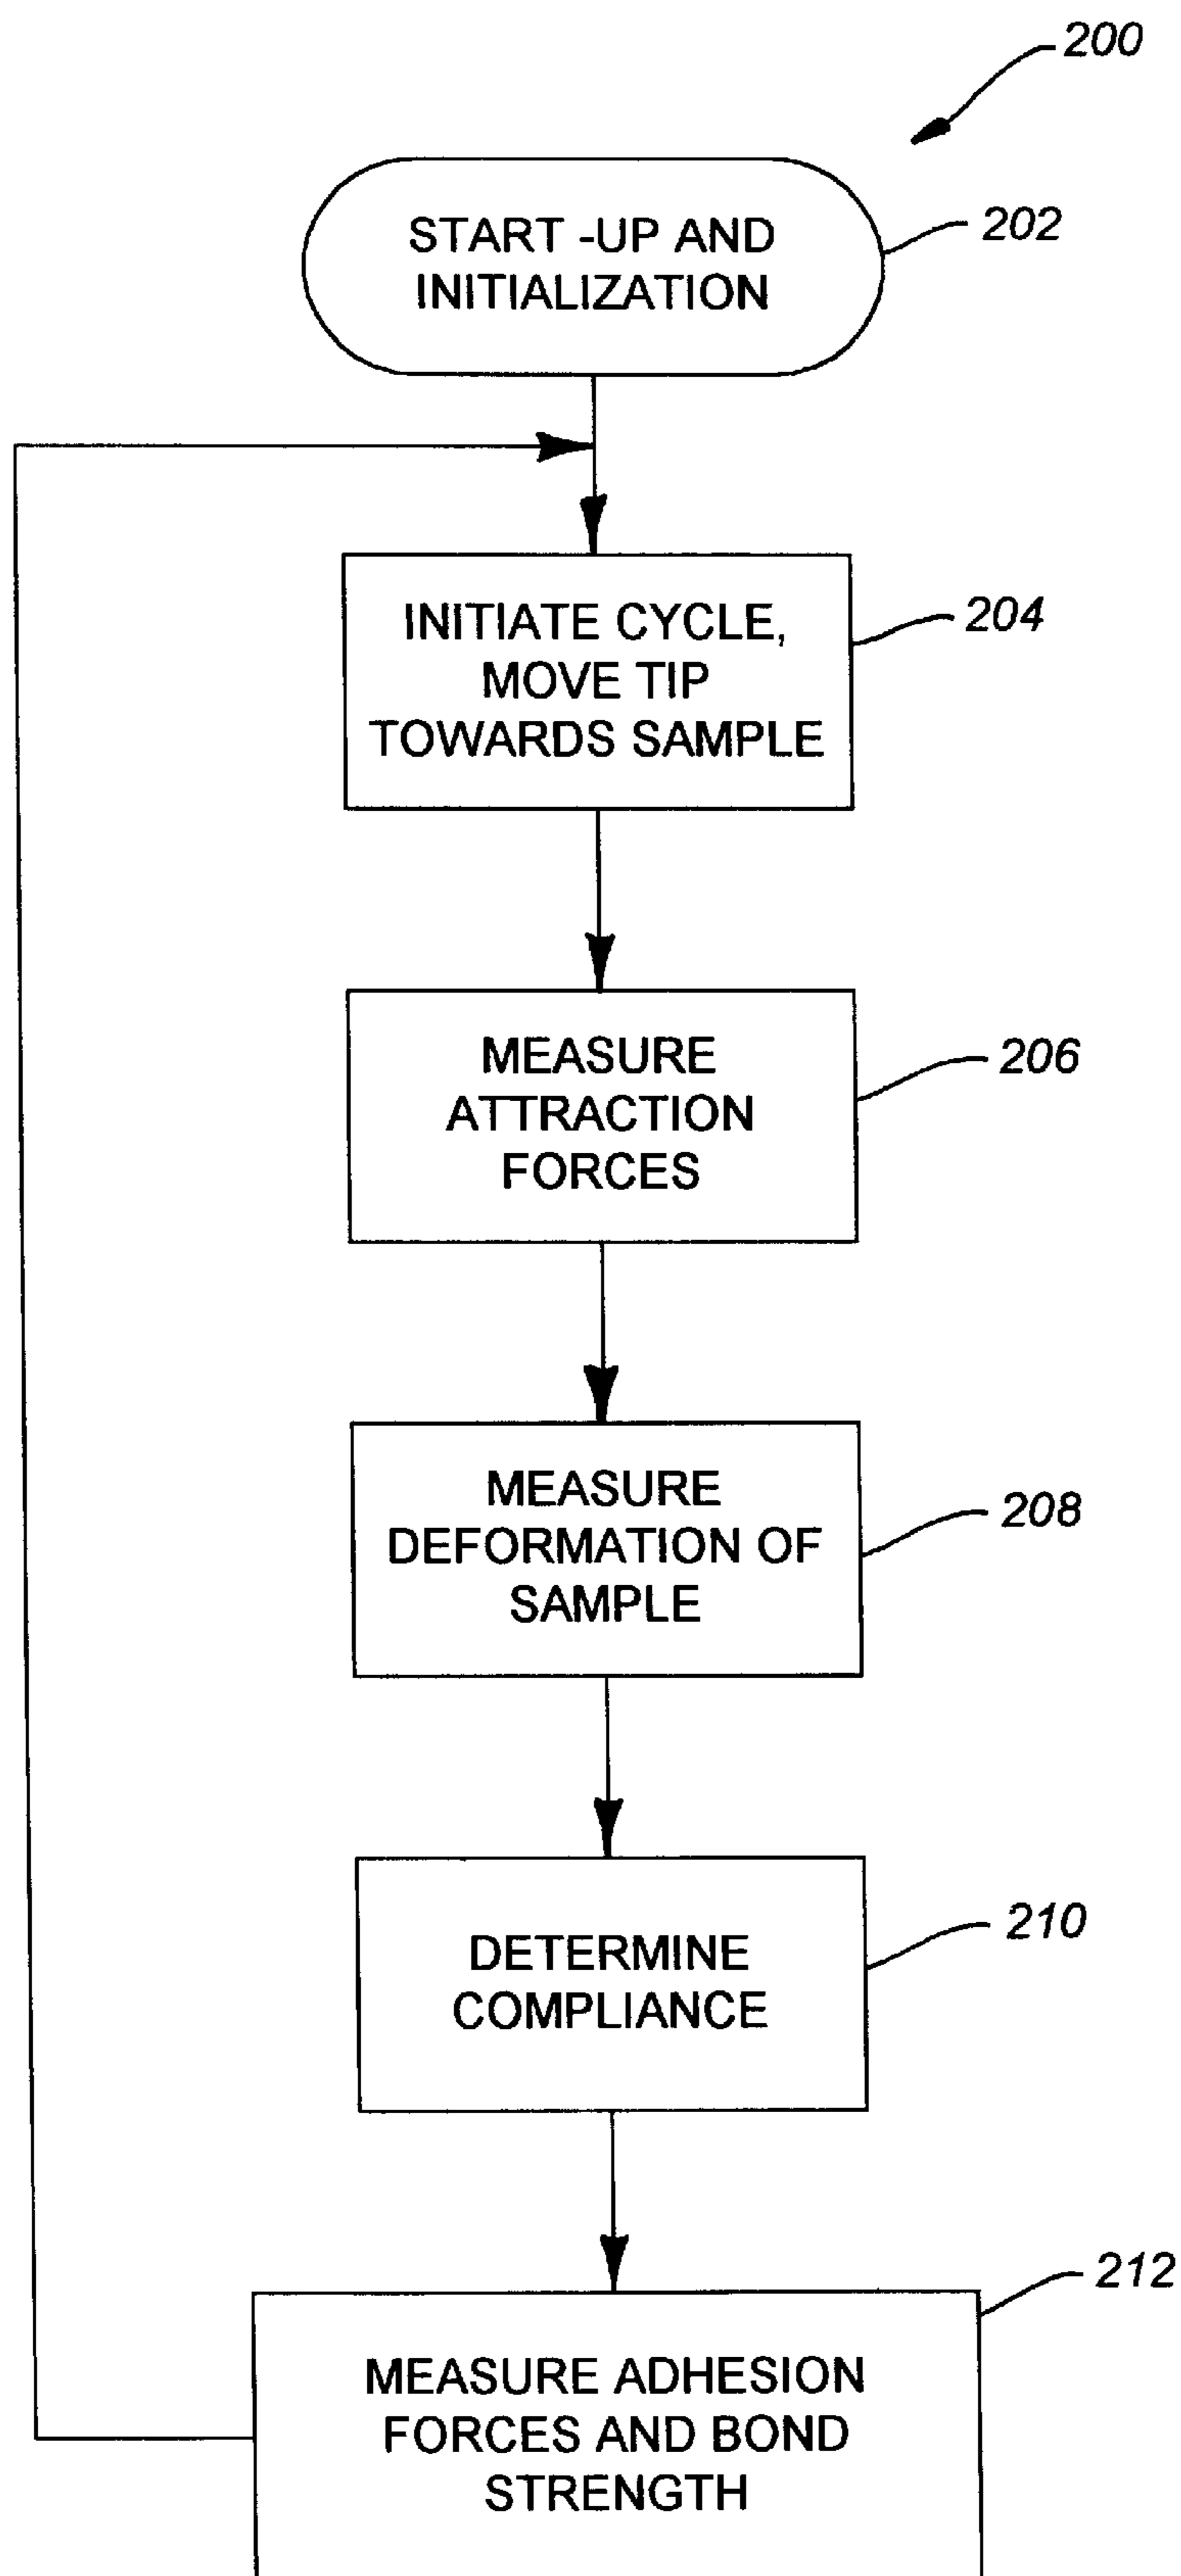 200
START -UP AND
INITIALIZATION
202
INITIATE CYCLE,
MOVE TIP
TOWARDS SAMPLE
204
MEASURE
ATTRACTION
FORCES
206
MEASURE
DEFORMATION OF
SAMPLE
208
DETERMINE
COMPLIANCE
210
MEASURE ADHESION
FORCES AND BOND
STRENGTH
212